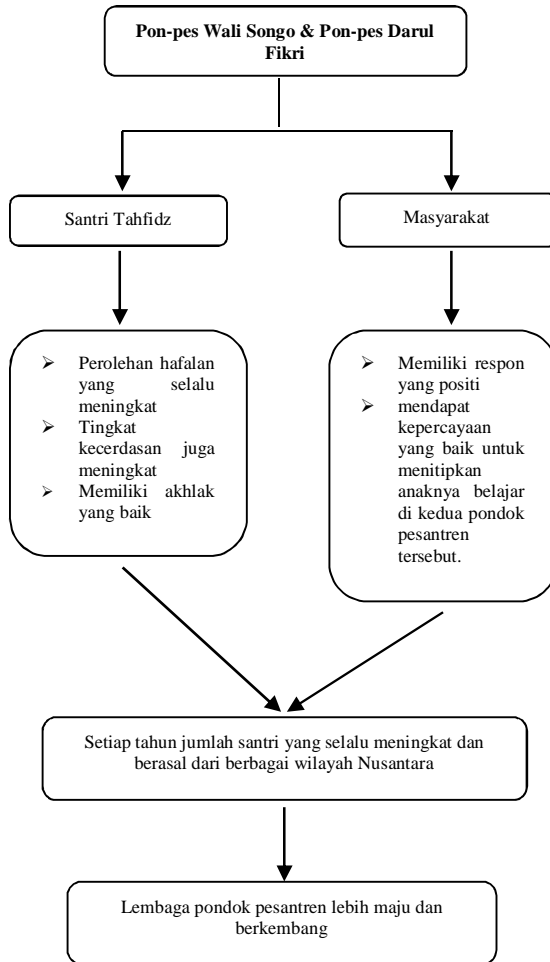 Pon-pes Wali Songo & Pon-pes Darul
Fikri
Santri Tahfidz
Masyarakat
➢ Perolehan hafalan
yang selalu
meningkat
➢ Tingkat
kecerdasan juga
meningkat
➢ Memiliki akhlak
yang baik
➢ Memiliki respon
yang positi
➢ mendapat
kepercayaan
yang baik untuk
menitipkan
anaknya belajar
di kedua pondok
pesantren
tersebut.
Setiap tahun jumlah santri yang selalu meningkat dan
berasal dari berbagai wilayah Nusantara
Lembaga pondok pesantren lebih maju dan
berkembang